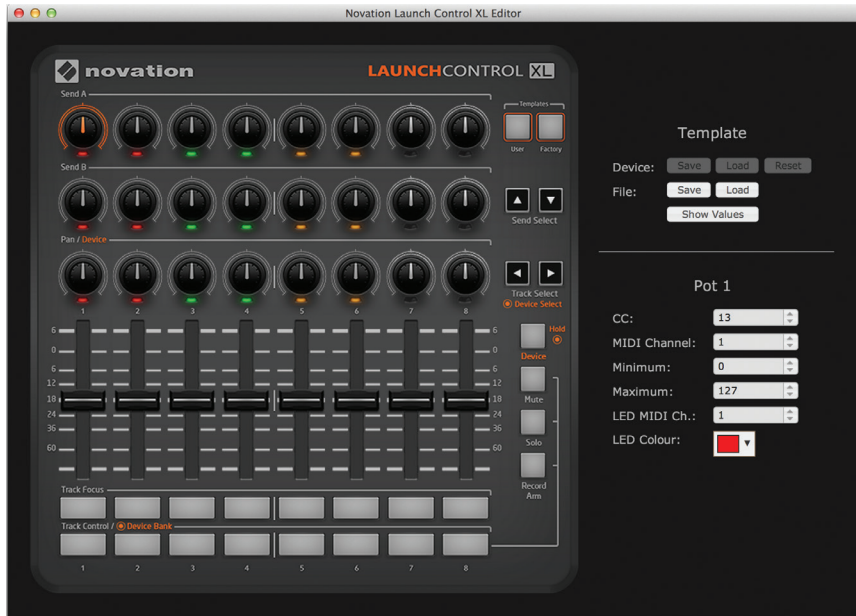 Novation Launch Control XL Editor
novation
LAUNCHCONTROL XL
Send A
Templates
User Factory
Send B
Send Select
Pan / Device
Track Select
Device Select
1 2 3 4 5 6 7 8
6 6
0 0
6 6
12 12
18 18
24 24
36 36
60 60
Hold
Device
Mute
Solo
Record
Arm
Track Focus
Track Control / Device Bank
1 2 3 4 5 6 7 8
Template
Device: Save Load Reset
File: Save Load
Show Values
Pot 1
CC: 13
MIDI Channel: 1
Minimum: 0
Maximum: 127
LED MIDI Ch.: 1
LED Colour: